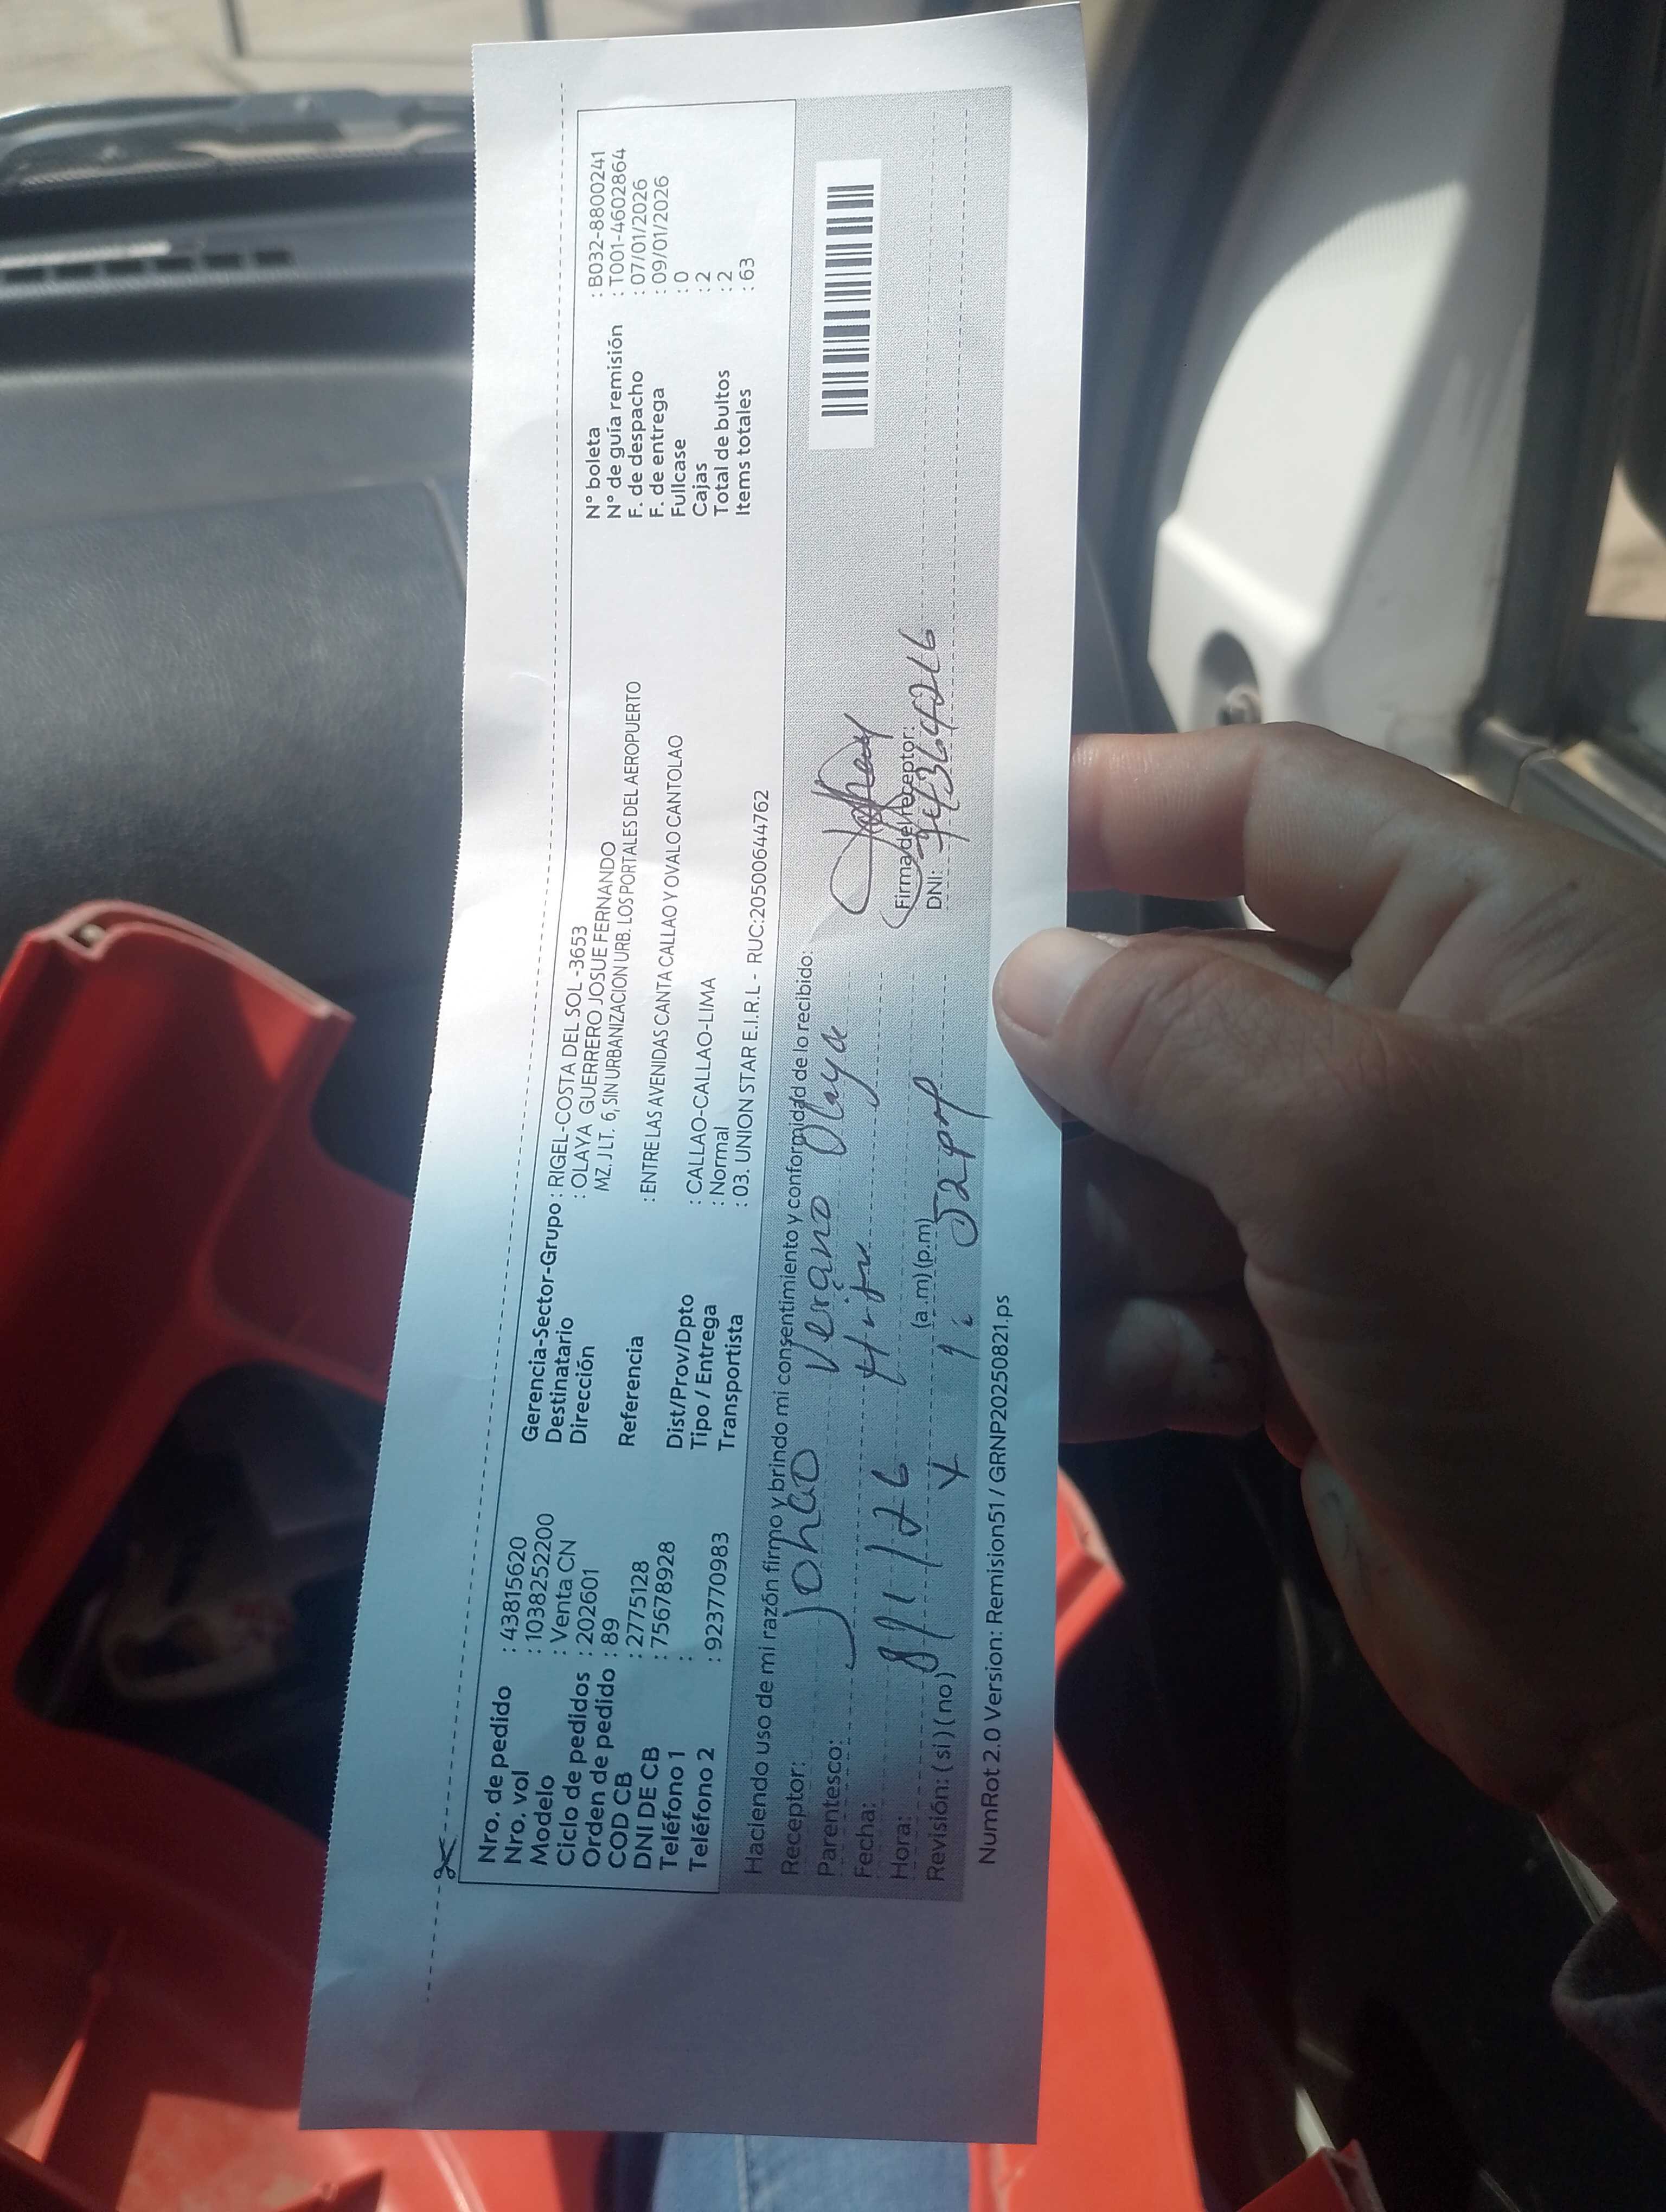 Nro. de pedido : 43815620
Nro. vol : 1038252200
Modelo : Venta CN
Ciclo de pedidos : 202601
Orden de pedido : 89
COD CB : 2775128
DNI DE CB : 75678928
Teléfono 1 :
Teléfono 2 : 923770983
Gerencia-Sector-Grupo : RIGEL-COSTA DEL SOL -3653
Destinatario : OLAYA GUERRERO JOSUE FERNANDO
Dirección MZ. J LT. 6, SIN URBANIZACION URB. LOS PORTALES DEL AEROPUERTO
Referencia : ENTRE LAS AVENIDAS CANTA CALLAO Y OVALO CANTOLAO
Dist/Prov/Dpto : CALLAO-CALLAO-LIMA
Tipo / Entrega : Normal
Transportista : 03. UNION STAR E.I.R.L - RUC:20500644762
N° boleta : B032-8800241
N° de guía remisión : T001-4602864
F. de despacho : 07/01/2026
F. de entrega : 09/01/2026
Fullcase : 0
Cajas : 2
Total de bultos : 2
Items totales : 63
Haciendo uso de mi razón firmo y brindo mi consentimiento y conformidad de lo recibido:
Receptor: Johao Verano Olaya
Parentesco:
Fecha: 8/1/26
Hora: (a.m) (p.m)
Revisión: (si) (no)
Firma del receptor:
DNI:
NumRot 2.0 Version: Remision51 / GRNP20250821.ps